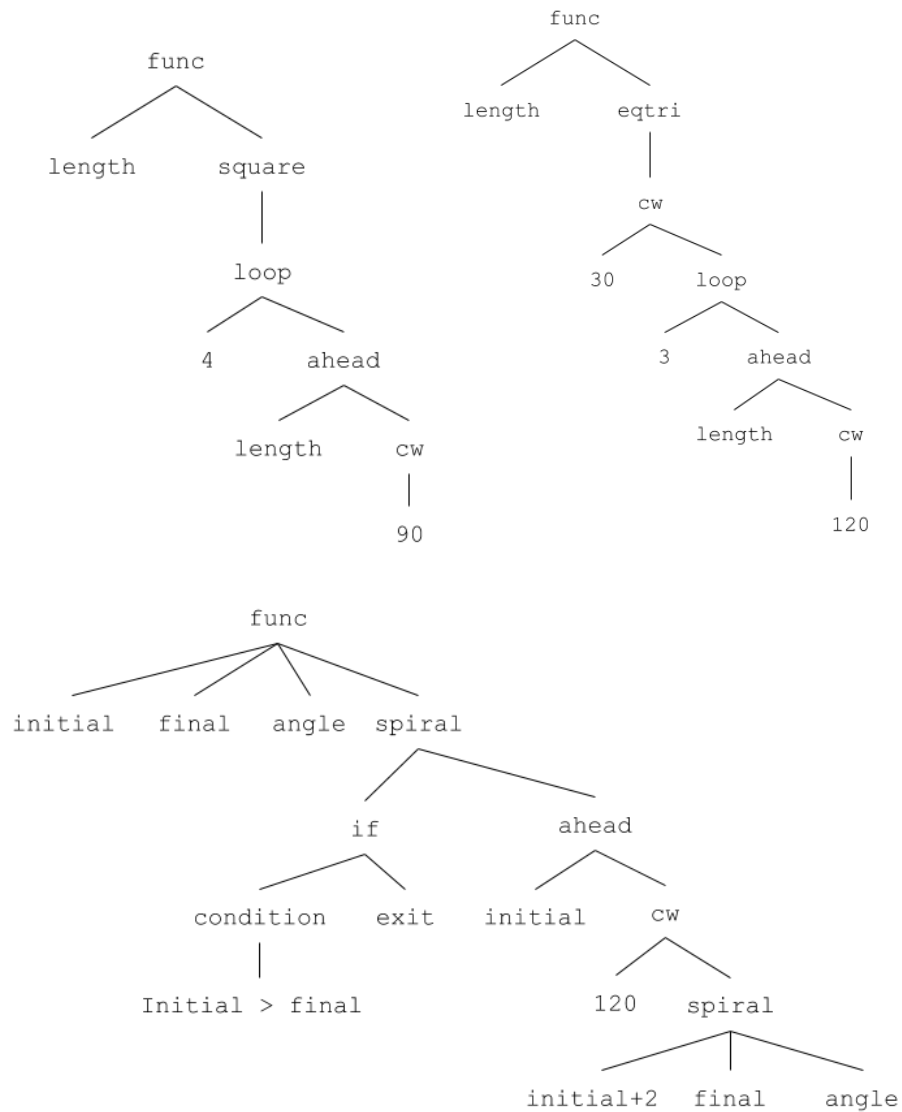 func
length square
loop
4 ahead
length cw
90
func
length eqtri
cw
30 loop
3 ahead
length cw
120
func
initial final angle spiral
if ahead
condition exit initial cw
Initial > final 120 spiral
initial+2 final angle